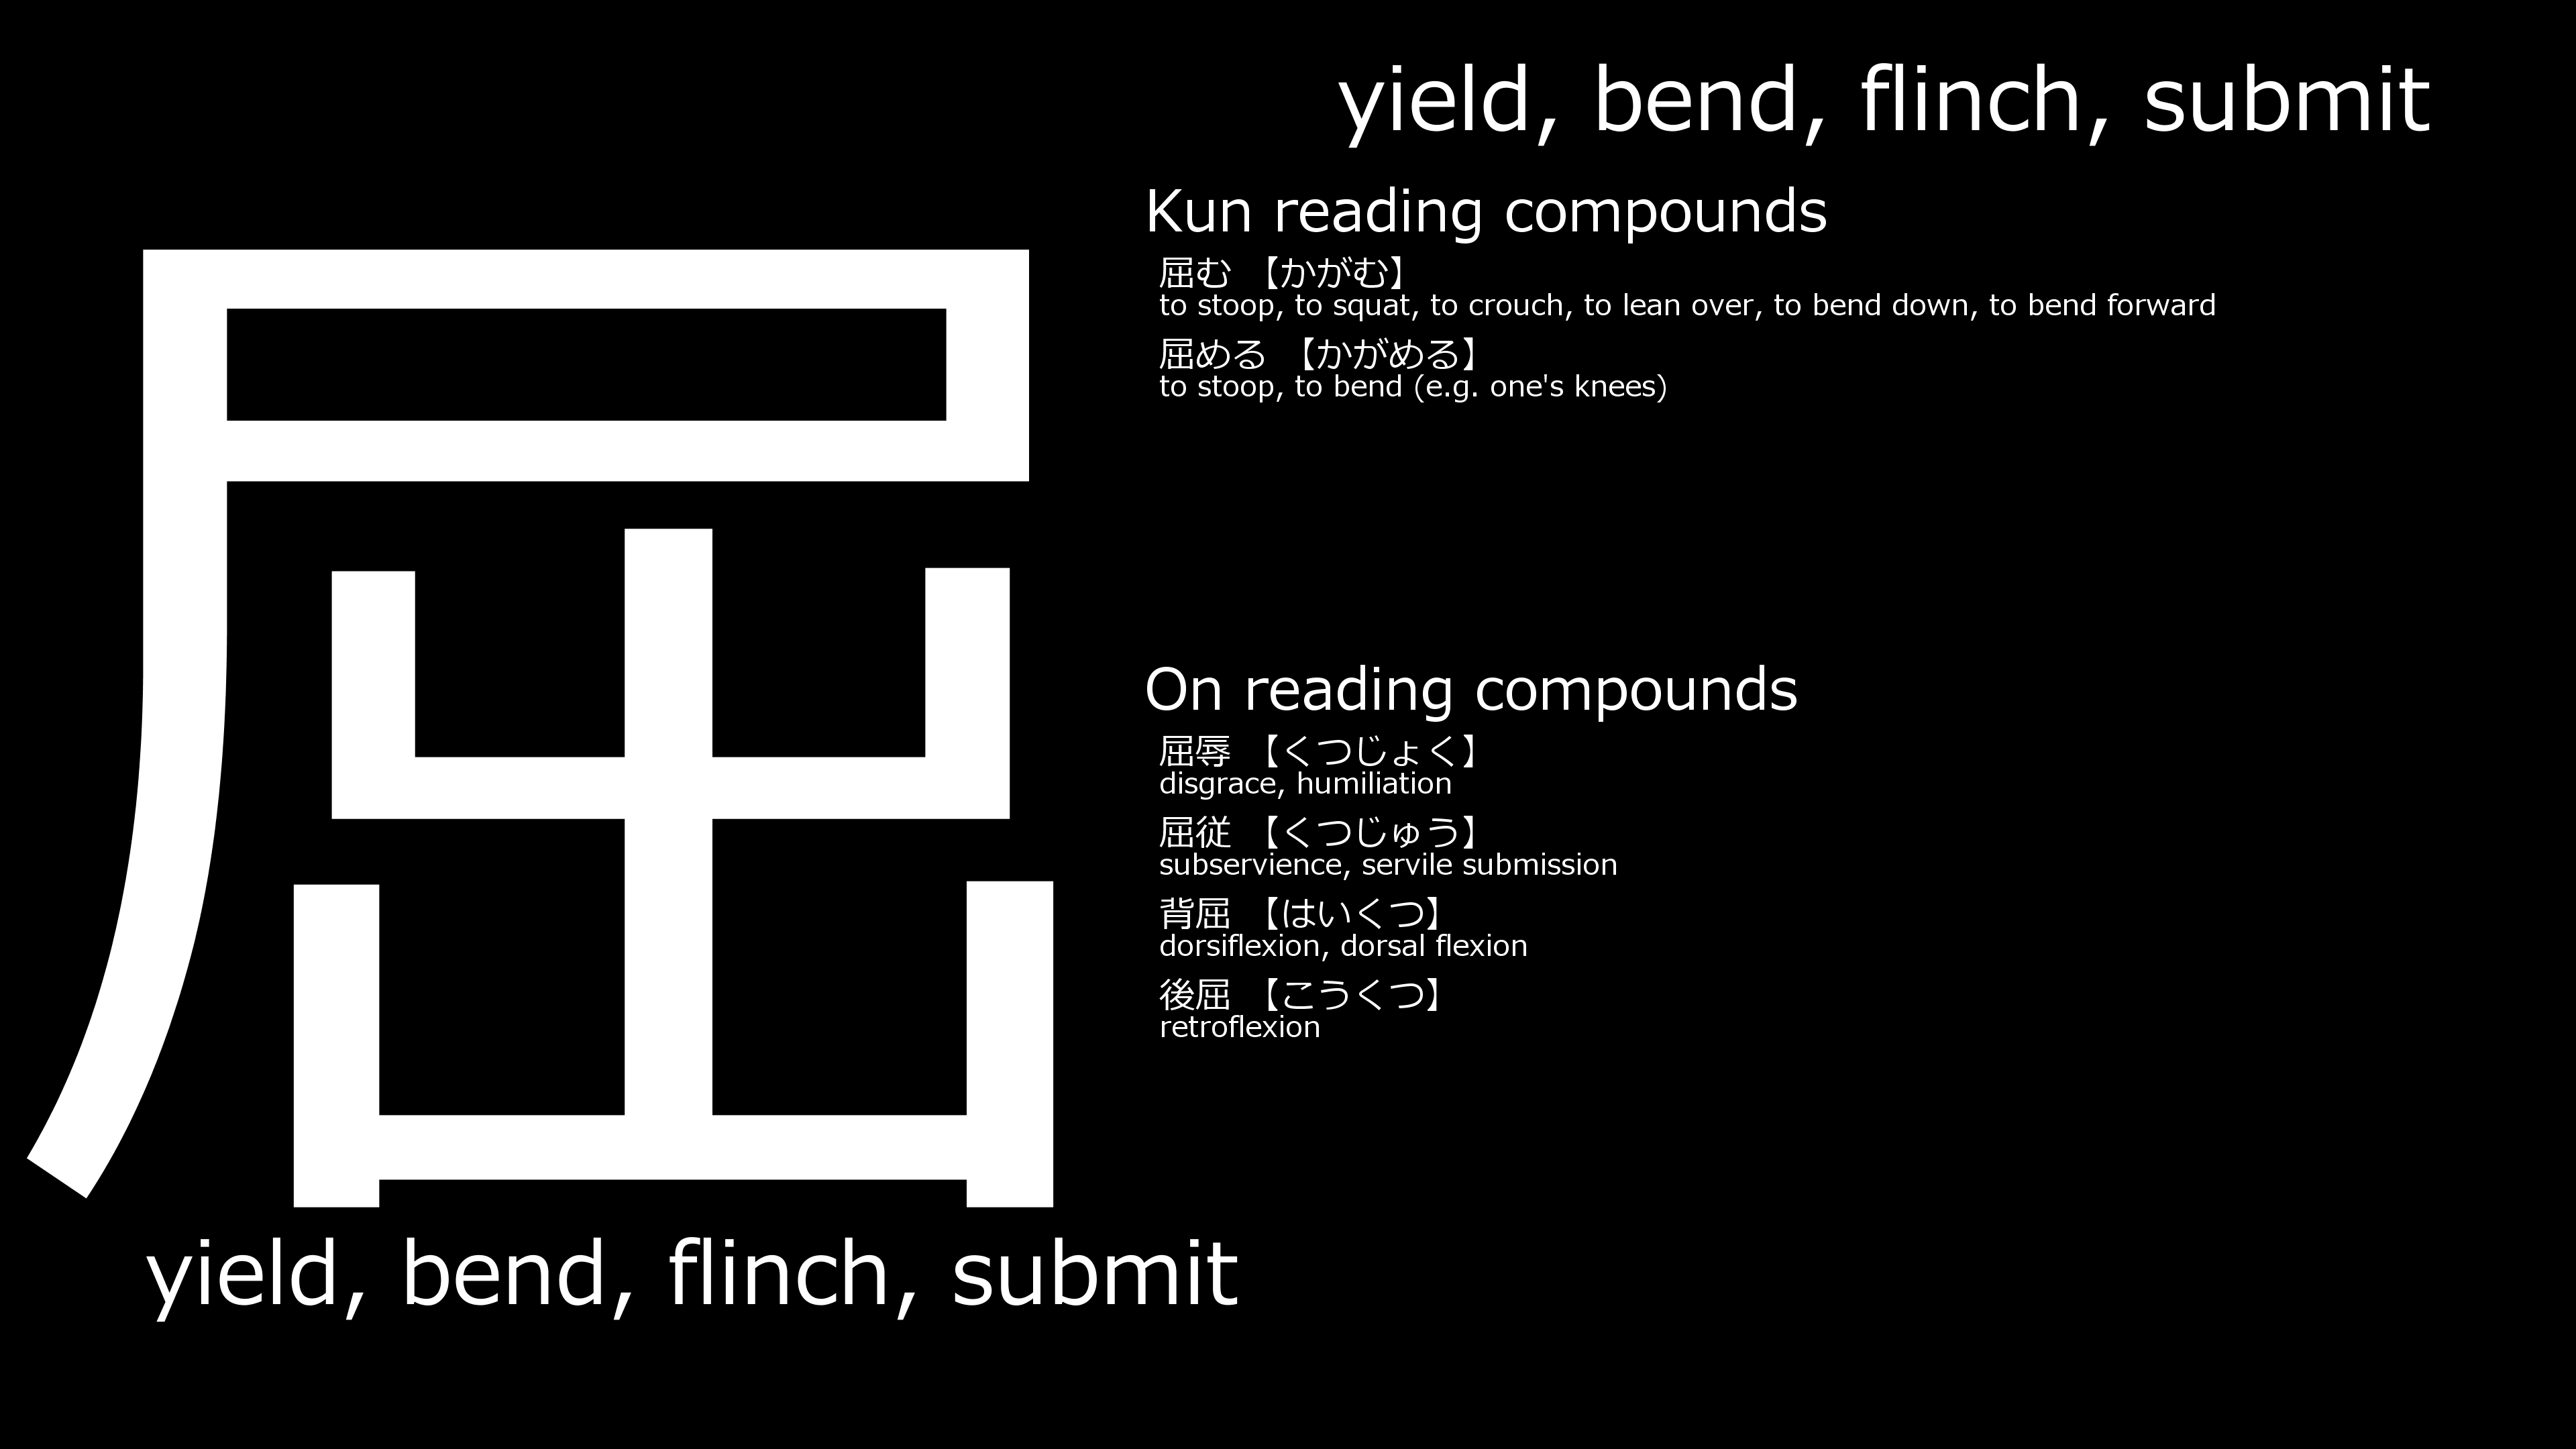 屈
yield, bend, flinch, submit
yield, bend, flinch, submit
Kun reading compounds
屈む 【かがむ】
to stoop, to squat, to crouch, to lean over, to bend down, to bend forward
屈める 【かがめる】
to stoop, to bend (e.g. one's knees)
On reading compounds
屈辱 【くつじょく】
disgrace, humiliation
屈従 【くつじゅう】
subservience, servile submission
背屈 【はいくつ】
dorsiflexion, dorsal flexion
後屈 【こうくつ】
retroflexion